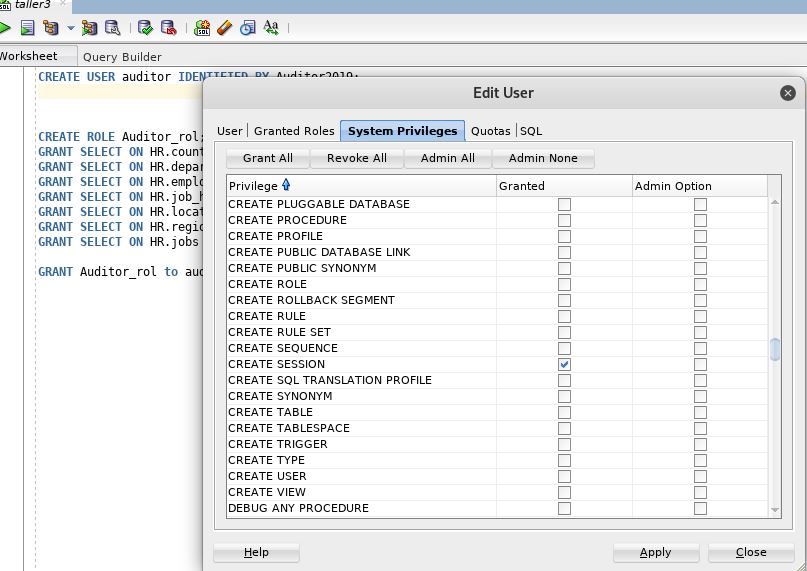 taller3
SQL
Aa
Worksheet
Query Builder
CREATE USER auditor IDENTIFIED BY Auditor2019;
CREATE ROLE Auditor_rol;
GRANT SELECT ON HR.count
GRANT SELECT ON HR.depar
GRANT SELECT ON HR.emplo
GRANT SELECT ON HR.job_h
GRANT SELECT ON HR.locat
GRANT SELECT ON HR.regio
GRANT SELECT ON HR.jobs
GRANT Auditor_rol to aud
Edit User
User Granted Roles System Privileges Quotas SQL
Grant All Revoke All Admin All Admin None
Privilege Granted Admin Option
CREATE PLUGGABLE DATABASE
CREATE PROCEDURE
CREATE PROFILE
CREATE PUBLIC DATABASE LINK
CREATE PUBLIC SYNONYM
CREATE ROLE
CREATE ROLLBACK SEGMENT
CREATE RULE
CREATE RULE SET
CREATE SEQUENCE
CREATE SESSION
CREATE SQL TRANSLATION PROFILE
CREATE SYNONYM
CREATE TABLE
CREATE TABLESPACE
CREATE TRIGGER
CREATE TYPE
CREATE USER
CREATE VIEW
DEBUG ANY PROCEDURE
Help Apply Close